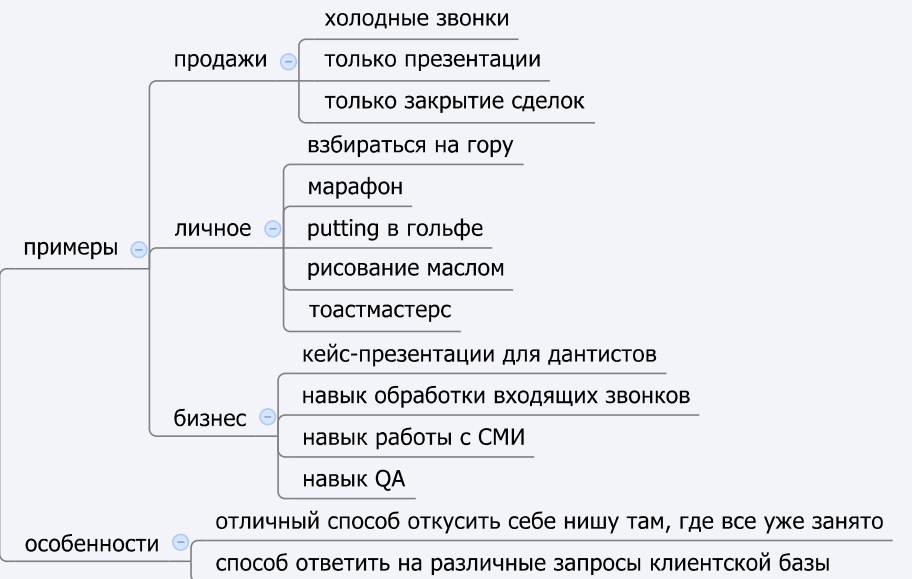 холодные звонки
продажи
только презентации
только закрытие сделок
взбираться на гору
марафон
личное
putting в гольфе
примеры
рисование маслом
тоастмастерс
кейс-презентации для дантистов
навык обработки входящих звонков
бизнес
навык работы с СМИ
навык QA
отличный способ откусить себе нишу там, где все уже занято
особенности
способ ответить на различные запросы клиентской базы